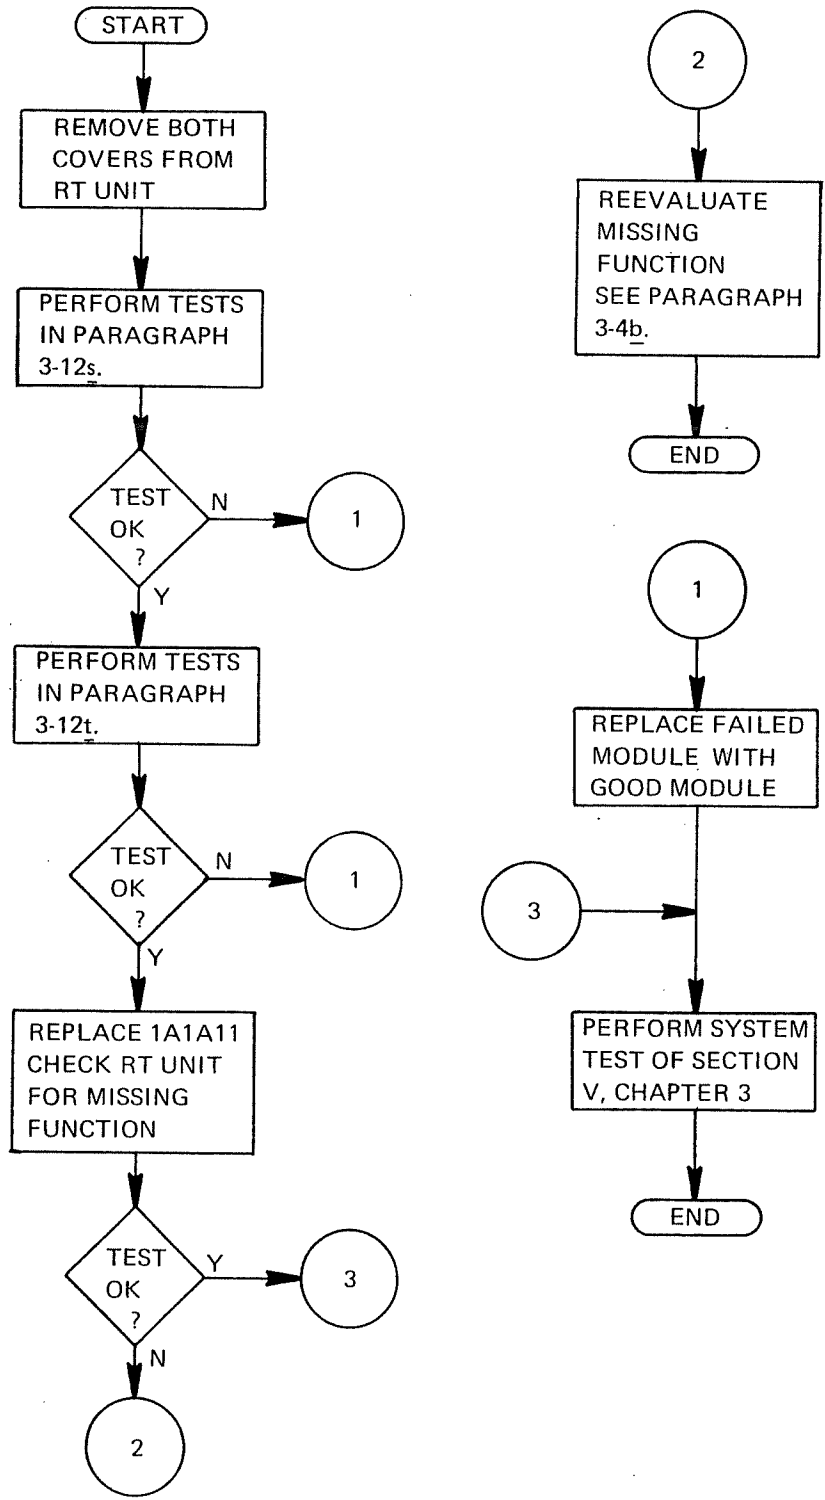 START
REMOVE BOTH
COVERS FROM
RT UNIT
PERFORM TESTS
IN PARAGRAPH
3-12s.
TEST
OK
?
N
1
Y
PERFORM TESTS
IN PARAGRAPH
3-12t.
TEST
OK
?
N
1
Y
REPLACE 1A1A11
CHECK RT UNIT
FOR MISSING
FUNCTION
TEST
OK
?
Y
3
N
2
2
REEVALUATE
MISSING
FUNCTION
SEE PARAGRAPH
3-4b.
END
1
REPLACE FAILED
MODULE WITH
GOOD MODULE
3
PERFORM SYSTEM
TEST OF SECTION
V, CHAPTER 3
END